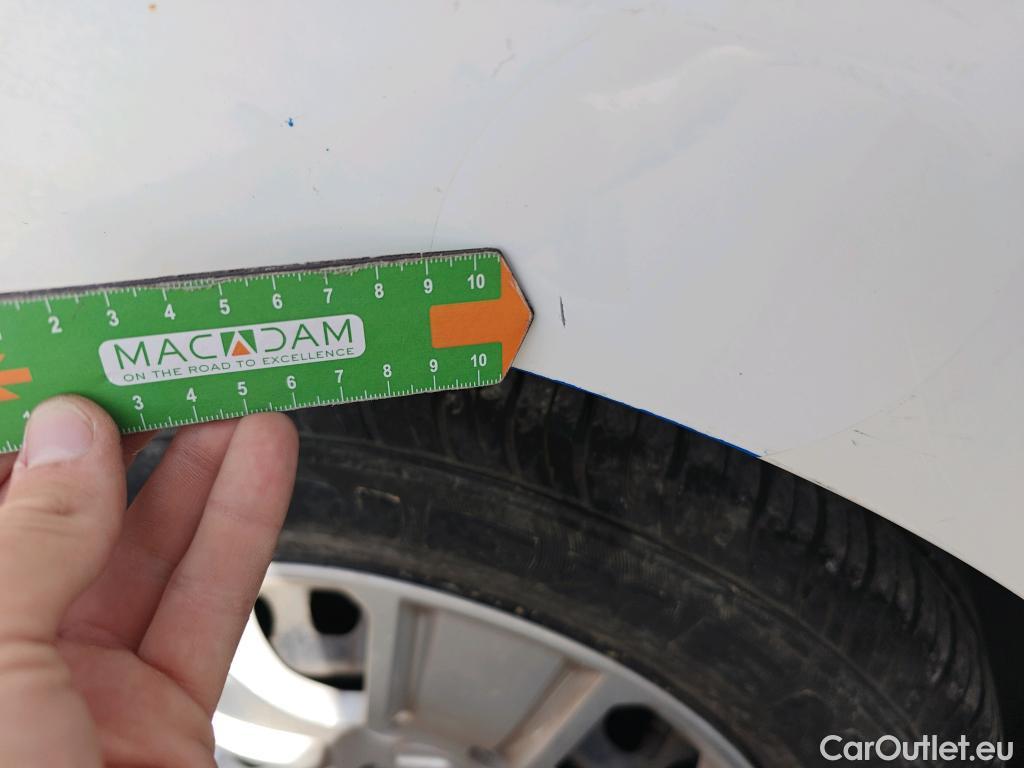 2 3 4 5 6 7 8 9 10
MACADAM
ON THE ROAD TO EXCELLENCE
1 3 4 5 6 7 8 9 10
CarOutlet.eu